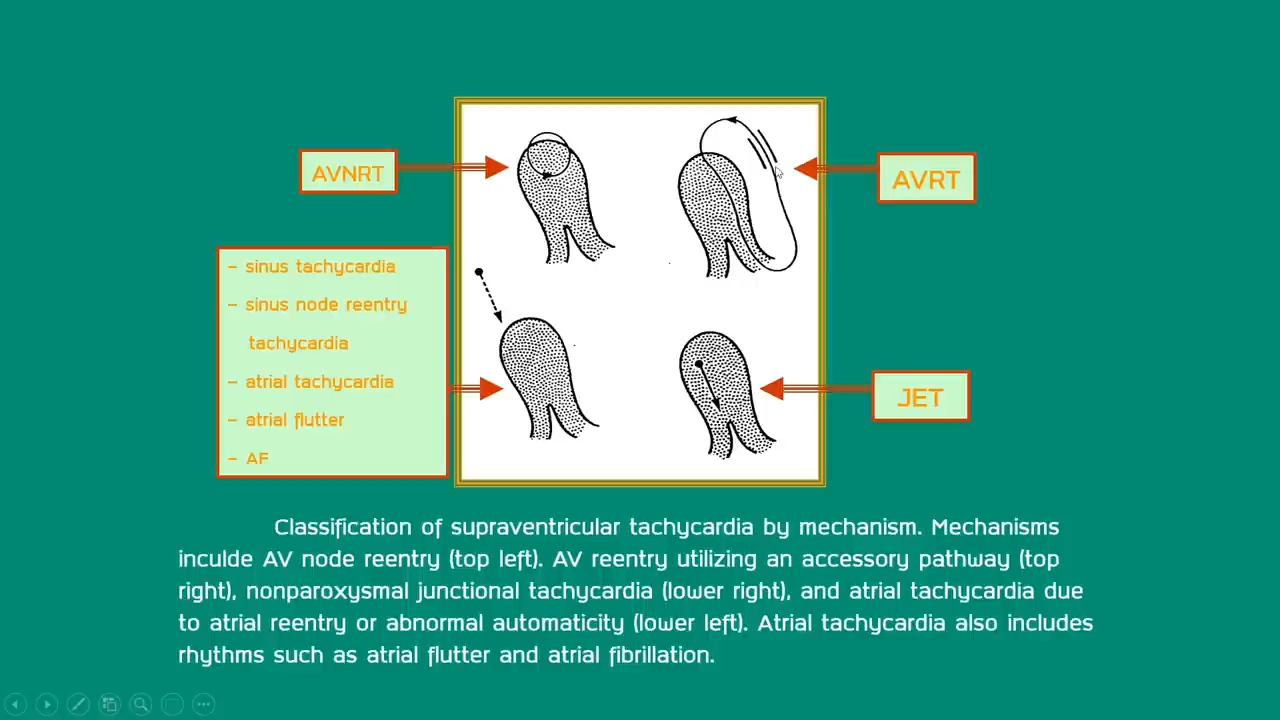 AVNRT
AVRT
– sinus tachycardia
– sinus node reentry
tachycardia
– atrial tachycardia
– atrial flutter
– AF
JET
Classification of supraventricular tachycardia by mechanism. Mechanisms
inculde AV node reentry (top left). AV reentry utilizing an accessory pathway (top
right), nonparoxysmal junctional tachycardia (lower right), and atrial tachycardia due
to atrial reentry or abnormal automaticity (lower left). Atrial tachycardia also includes
rhythms such as atrial flutter and atrial fibrillation.